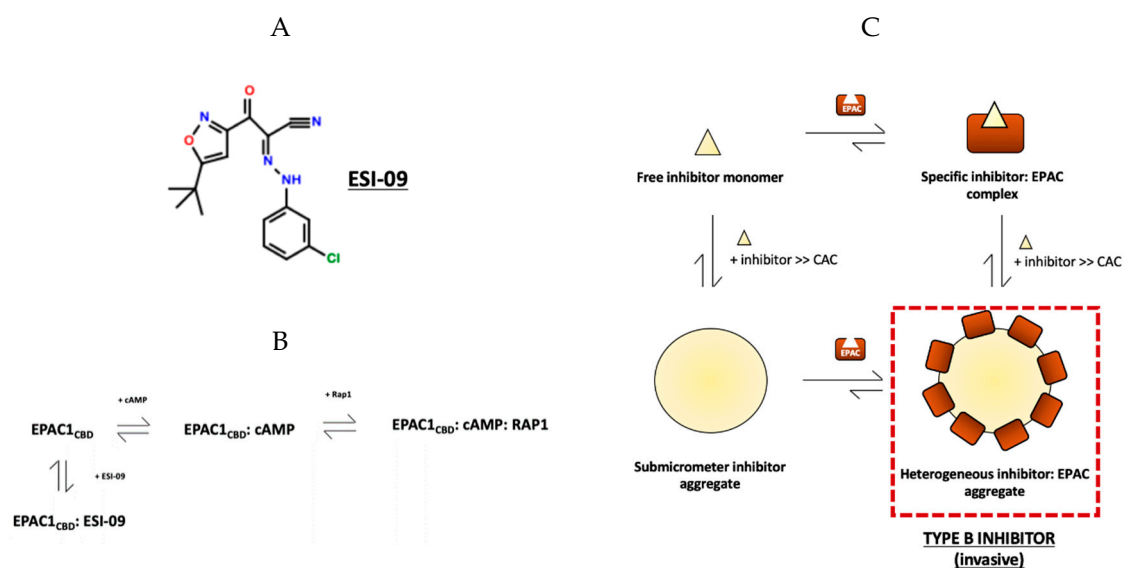 A
O
N
O
N
N
NH
Cl
ESI-09
B
+ cAMP
+ Rap1
EPAC1CBD
EPAC1CBD: cAMP
EPAC1CBD: cAMP: RAP1
+ ESI-09
EPAC1CBD: ESI-09
C
EPAC
Free inhibitor monomer
Specific inhibitor: EPAC
complex
+ inhibitor >> CAC
+ inhibitor >> CAC
EPAC
Submicrometer inhibitor
aggregate
Heterogeneous inhibitor: EPAC
aggregate
TYPE B INHIBITOR
(invasive)